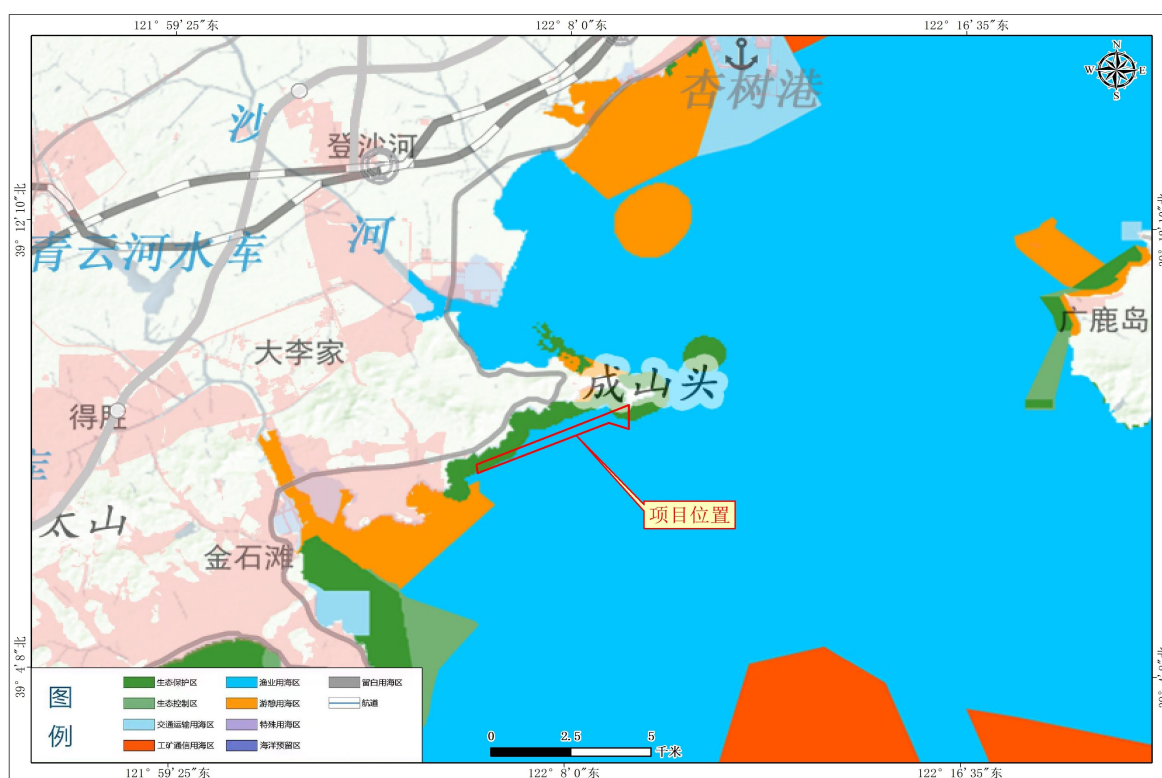 121° 59'25"东
122° 8'0"东
122° 16'35"东
N
W
E
S
杏树港
沙
登沙河
39° 12'10"北
河
青云河水库
广鹿岛
大李家
成山头
得胜
库
项目位置
太山
金石滩
39° 4'8"北
图例
生态保护区
渔业用海区
留白用海区
生态控制区
游憩用海区
航道
交通运输用海区
特殊用海区
工矿通信用海区
海洋预留区
0
2.5
5
千米
121° 59'25"东
122° 8'0"东
122° 16'35"东